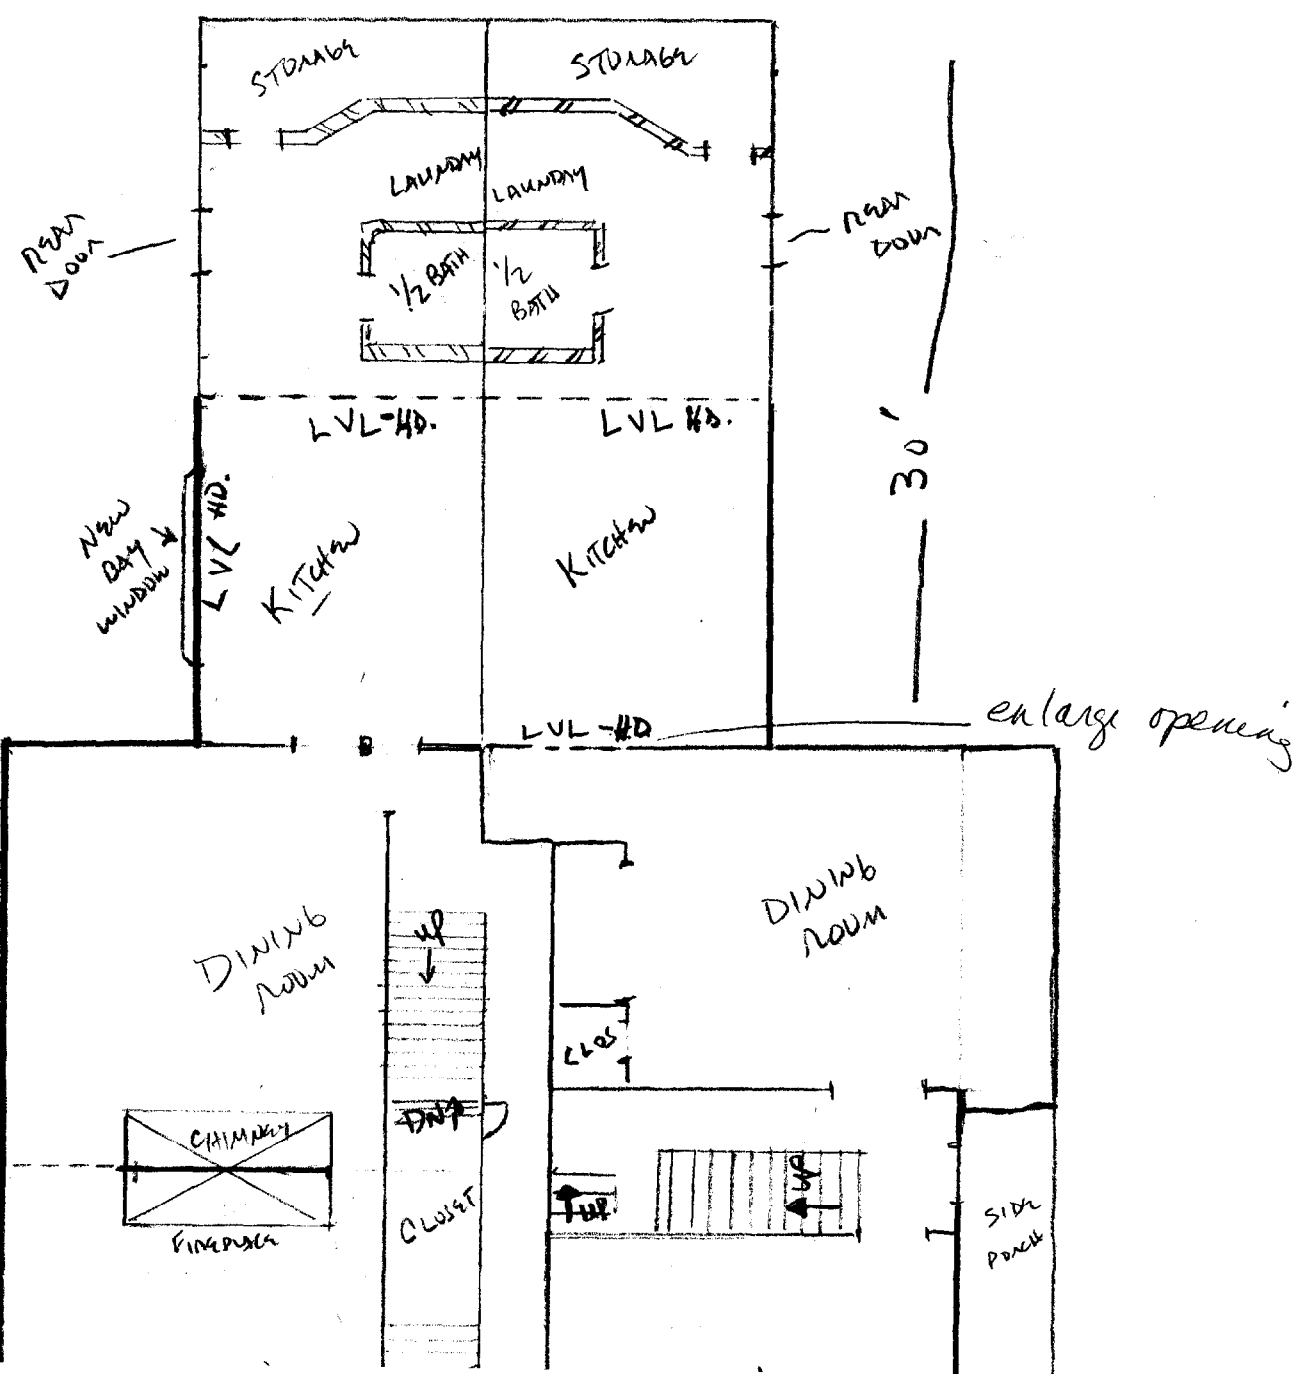 STORAGE
STORAGE
LAUNDRY
LAUNDRY
REAR
DOOR
REAR
DOOR
1/2 BATH
1/2
BATH
LVL-HD.
LVL HD.
30'
NEW
BAY
WINDOW
LVL HD.
KITCHEN
KITCHEN
LVL-HD
enlarge opening
DINING
ROOM
DINING
ROOM
UP
CLOS
DN
CHIMNEY
FIREPLACE
CLOSET
UP.
UP
SIDE
PORCH